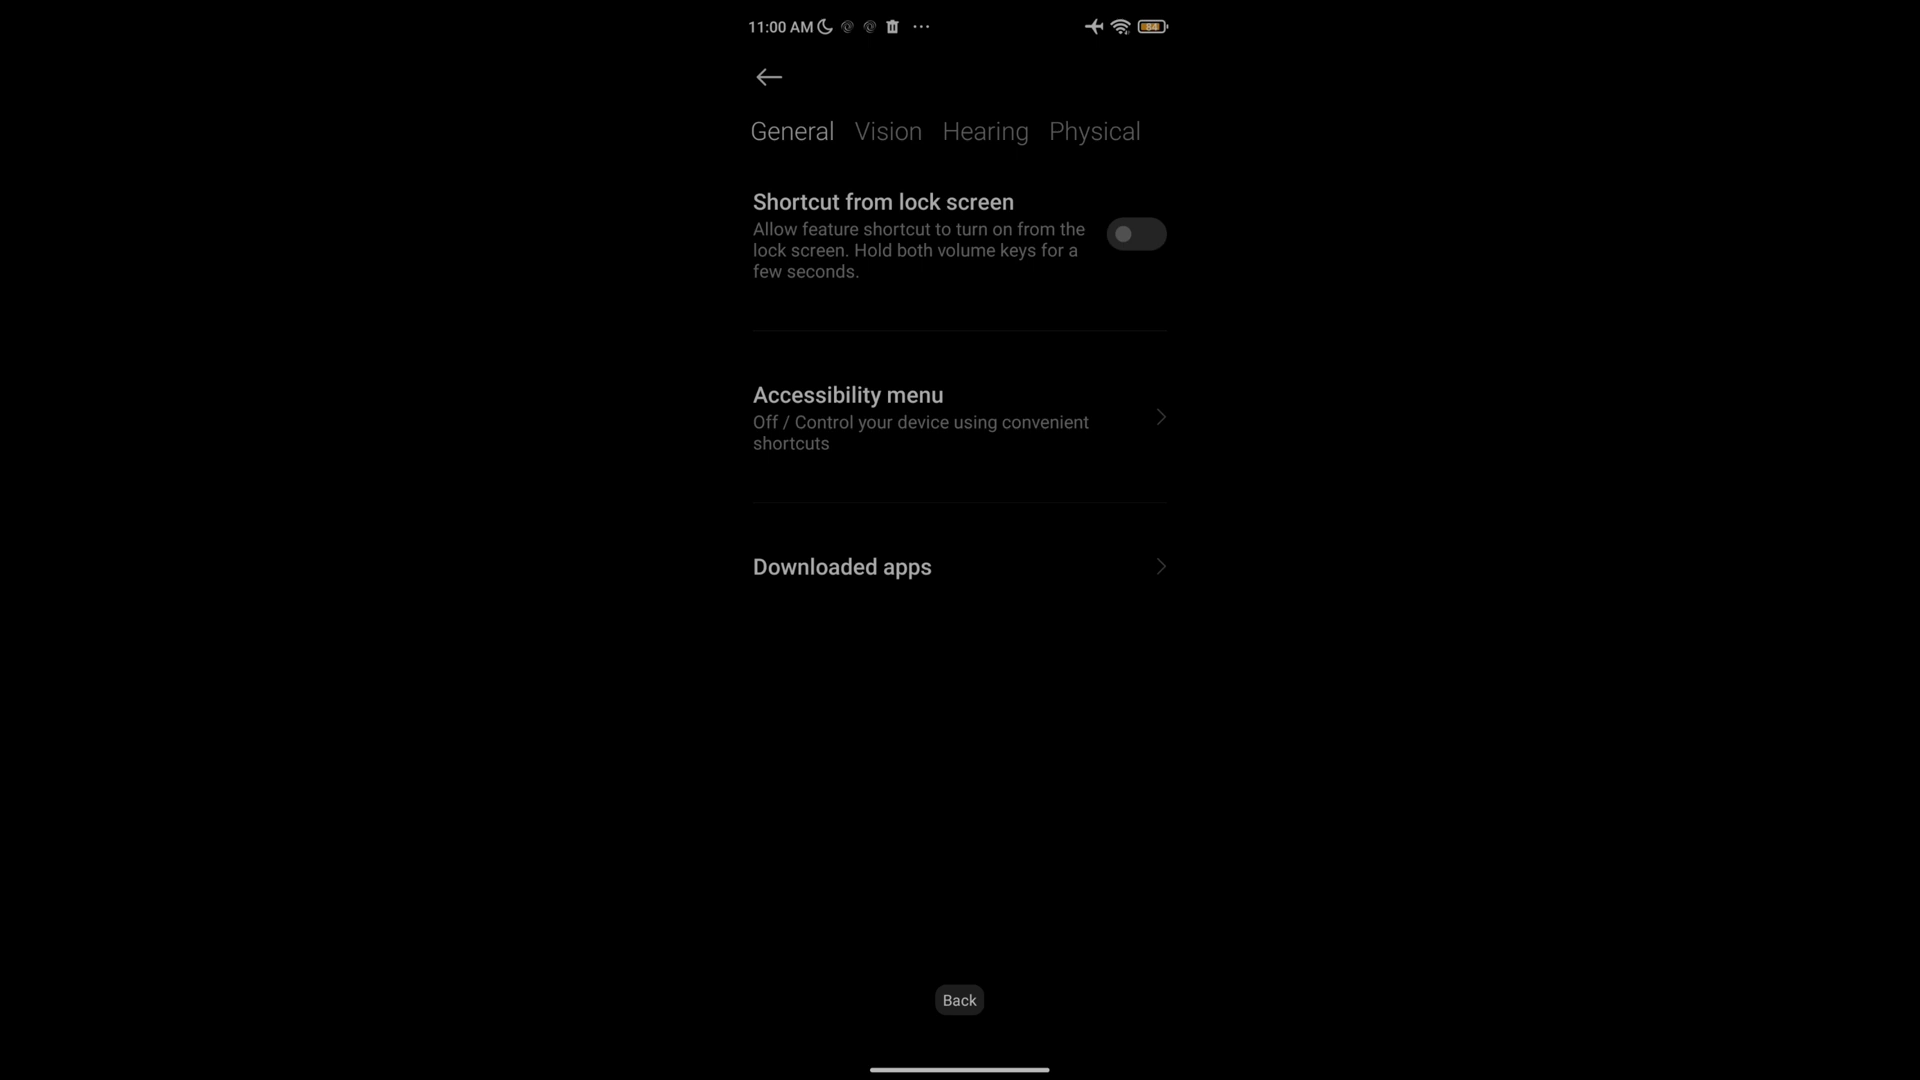 11:00 AM
84
General Vision Hearing Physical
Shortcut from lock screen
Allow feature shortcut to turn on from the
lock screen. Hold both volume keys for a
few seconds.
Accessibility menu
Off / Control your device using convenient
shortcuts
Downloaded apps
Back